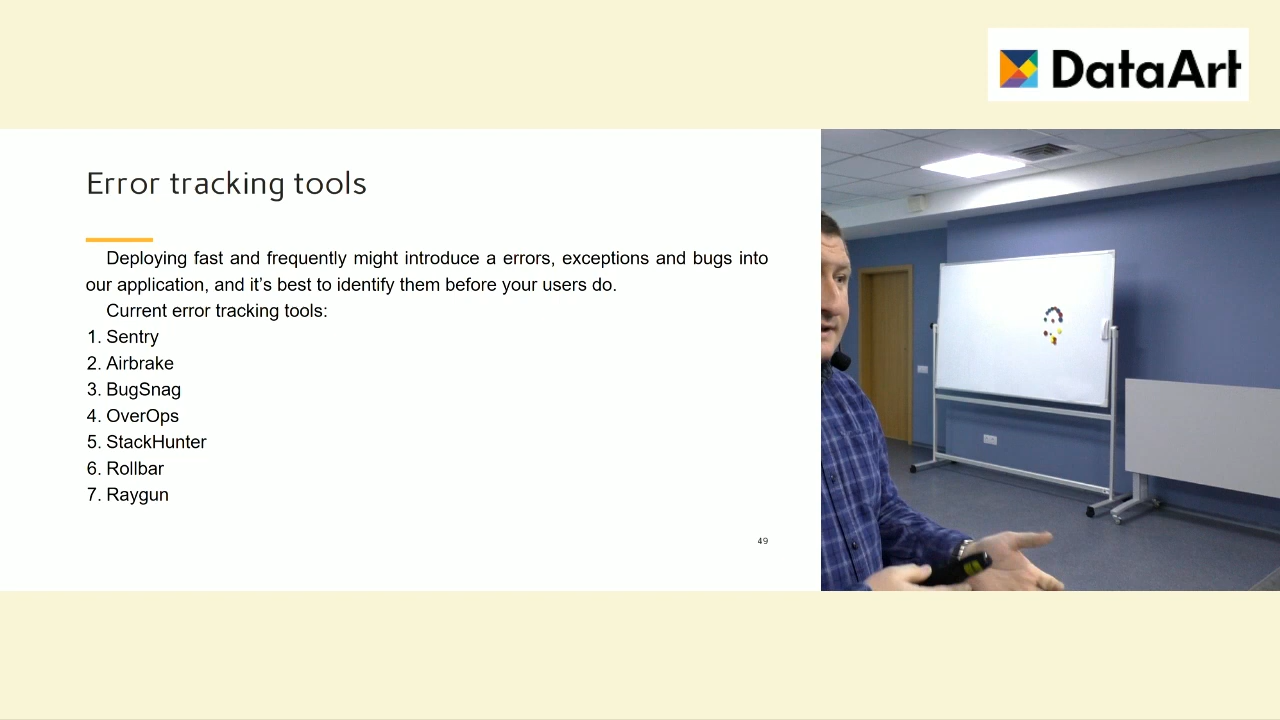 DataArt
Error tracking tools
Deploying fast and frequently might introduce a errors, exceptions and bugs into
our application, and it’s best to identify them before your users do.
Current error tracking tools:
1. Sentry
2. Airbrake
3. BugSnag
4. OverOps
5. StackHunter
6. Rollbar
7. Raygun
49